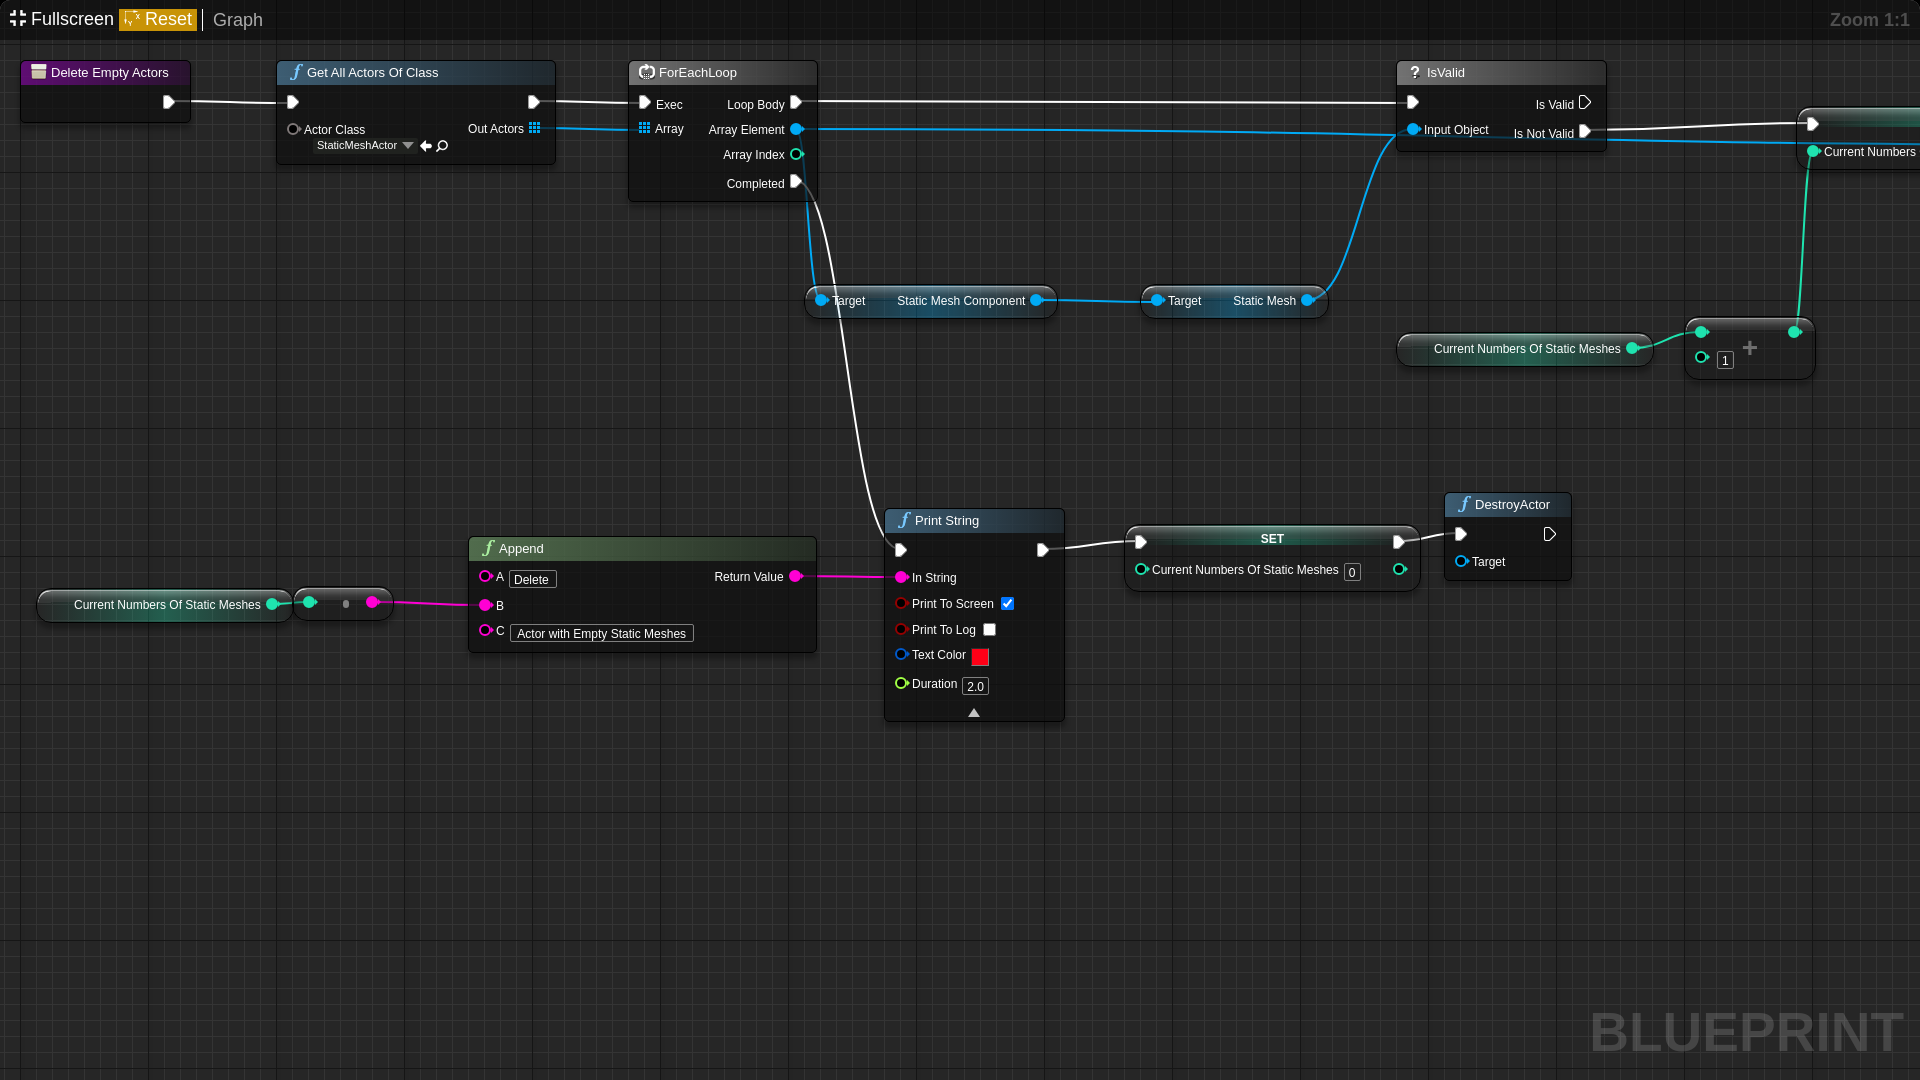 Fullscreen Reset Graph Zoom 1:1
Delete Empty Actors
Get All Actors Of Class
Actor Class
StaticMeshActor
Out Actors
ForEachLoop
Exec Loop Body
Array Array Element
Array Index
Completed
? IsValid
Is Valid
Input Object Is Not Valid
Current Numbers
Target Static Mesh Component
Target Static Mesh
Current Numbers Of Static Meshes
+
1
Current Numbers Of Static Meshes
Append
A Delete Return Value
B
C Actor with Empty Static Meshes
Print String
In String
Print To Screen
Print To Log
Text Color
Duration 2.0
SET
Current Numbers Of Static Meshes 0
DestroyActor
Target
BLUEPRINT